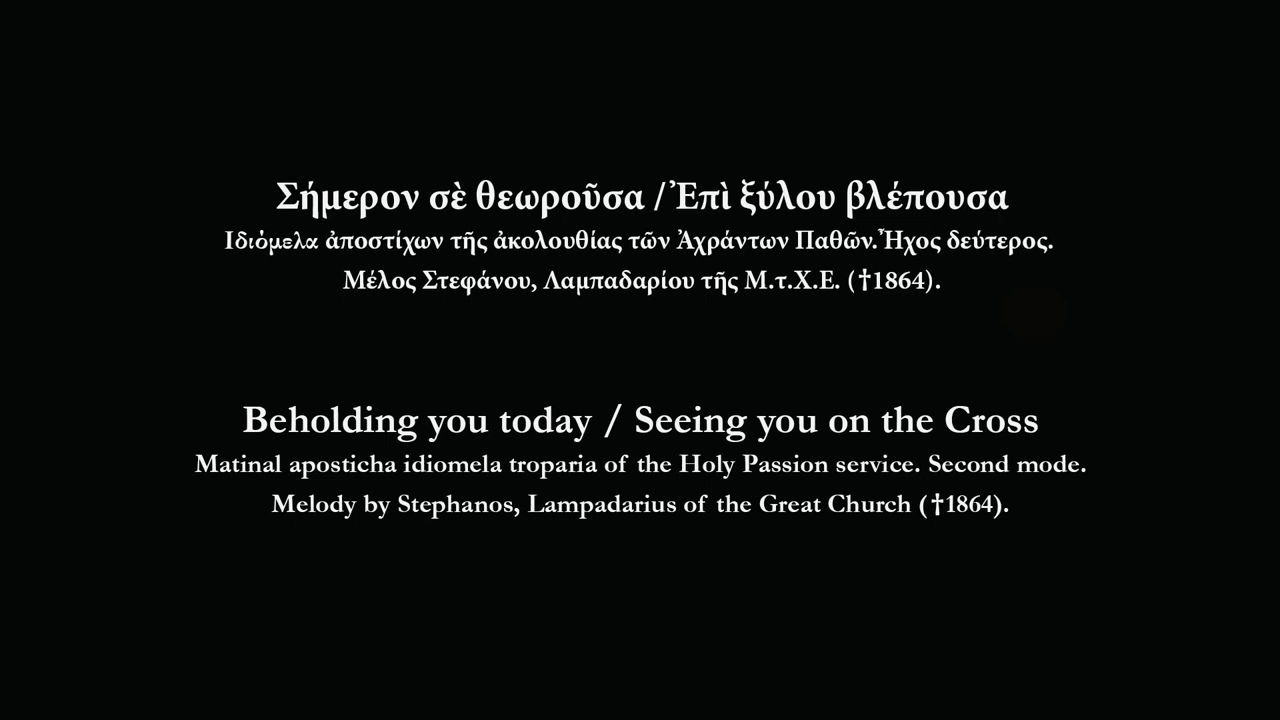 Σήμερον σὲ θεωροῦσα / Ἐπὶ ξύλου βλέπουσα
Ιδιόμελα ἀποστίχων τῆς ἀκολουθίας τῶν Ἀχράντων Παθῶν. Ἦχος δεύτερος.
Μέλος Στεφάνου, Λαμπαδαρίου τῆς Μ.τ.Χ.Ε. (†1864).
Beholding you today / Seeing you on the Cross
Matinal aposticha idiomela troparia of the Holy Passion service. Second mode.
Melody by Stephanos, Lampadarius of the Great Church (†1864).